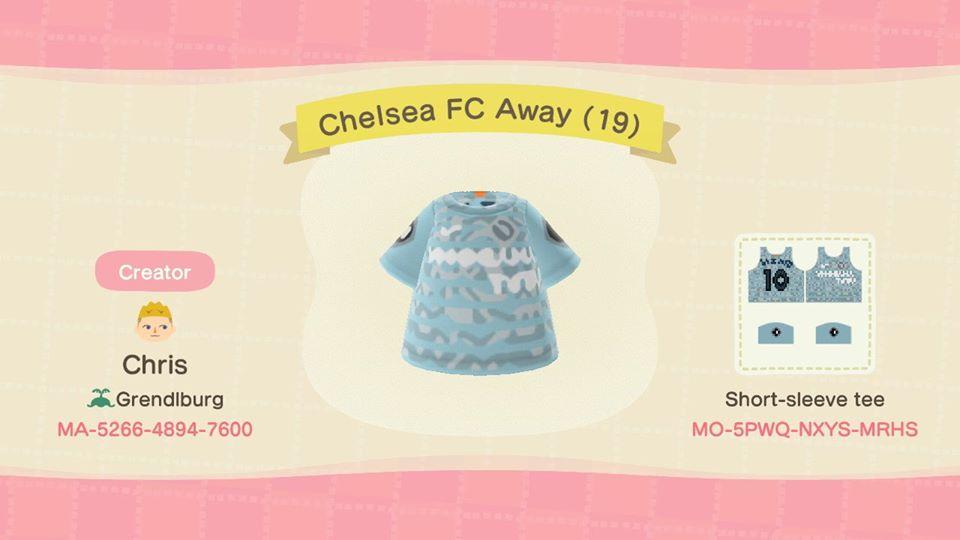 Chelsea FC Away (19)
Creator
Chris
Grendlburg
MA-5266-4894-7600
10
Short-sleeve tee
MO-5PWQ-NXYS-MRHS